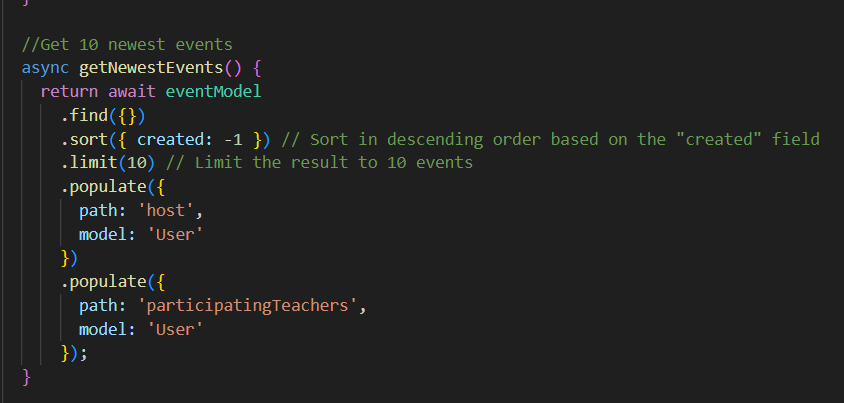 }
//Get 10 newest events
async getNewestEvents() {
return await eventModel
.find({})
.sort({ created: -1 }) // Sort in descending order based on the "created" field
.limit(10) // Limit the result to 10 events
.populate({
path: 'host',
model: 'User'
})
.populate({
path: 'participatingTeachers',
model: 'User'
});
}